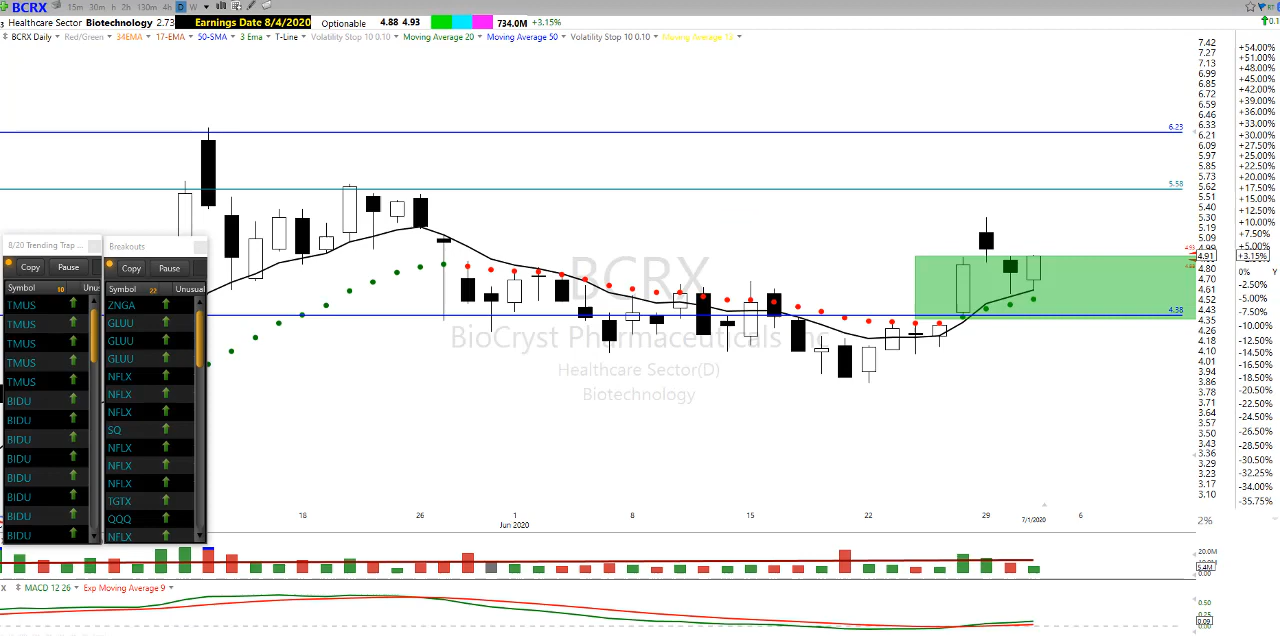 BCRX 15m 30m h 2h 130m 4h D W
Healthcare Sector Biotechnology 2.73 Earnings Date 8/4/2020 Optionable 4.88 4.93 734.0M +3.15%
BCRX Daily Red/Green 34EMA 17-EMA 50-SMA 3 Ema T-Line Volatility Stop 10 0.10 Moving Average 20 Moving Average 50 Volatility Stop 10 0.10 Moving Average 12
6.23
5.58
4.38
BCRX
BioCryst Pharmaceuticals
Healthcare Sector(D)
Biotechnology
8/20 Trending Trap ...
Copy Pause
Symbol 10 Unu
TMUS
TMUS
TMUS
TMUS
TMUS
BIDU
BIDU
BIDU
BIDU
BIDU
BIDU
BIDU
BIDU
Breakouts
Copy Pause
Symbol 22 Unusual
ZNGA
GLUU
GLUU
GLUU
NFLX
NFLX
NFLX
SQ
NFLX
NFLX
NFLX
TGTX
QQQ
NFLX
7.42
7.27
7.13
6.99
6.85
6.72
6.59
6.46
6.33
6.21
6.09
5.97
5.85
5.73
5.62
5.51
5.40
5.30
5.19
5.09
4.99
4.91
4.80
4.70
4.61
4.52
4.43
4.35
4.26
4.18
4.10
4.01
3.94
3.86
3.78
3.71
3.64
3.57
3.50
3.43
3.36
3.29
3.23
3.17
3.10
2%
+54.00%
+51.00%
+48.00%
+45.00%
+42.00%
+39.00%
+36.00%
+33.00%
+30.00%
+27.50%
+25.00%
+22.50%
+20.00%
+17.50%
+15.00%
+12.50%
+10.00%
+7.50%
+5.00%
+3.15%
0% Y
-2.50%
-5.00%
-7.50%
-10.00%
-12.50%
-14.50%
-16.50%
-18.50%
-20.50%
-22.50%
-24.50%
-26.50%
-28.50%
-30.50%
-32.25%
-34.00%
-35.75%
18 26 1 8 15 22 29 7/1/2020 6
Jun 2020
20.0M
5.4M
0.00
MACD 12 26 Exp Moving Average 9
0.50
0.25
0.09